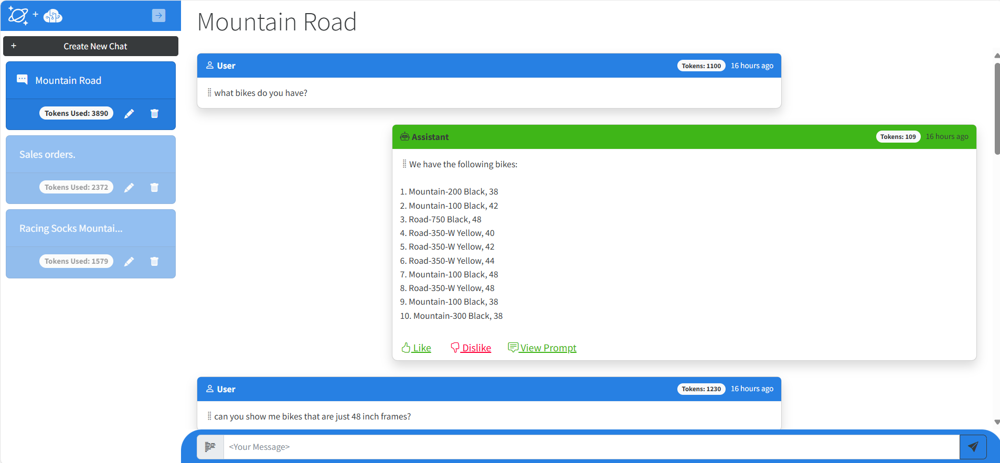 +
+ Create New Chat
Mountain Road
Tokens Used: 3890
Sales orders.
Tokens Used: 2372
Racing Socks Mountai...
Tokens Used: 1579
Mountain Road
User Tokens: 1100 16 hours ago
what bikes do you have?
Assistant Tokens: 109 16 hours ago
We have the following bikes:
1. Mountain-200 Black, 38
2. Mountain-100 Black, 42
3. Road-750 Black, 48
4. Road-350-W Yellow, 40
5. Road-350-W Yellow, 42
6. Road-350-W Yellow, 44
7. Mountain-100 Black, 48
8. Road-350-W Yellow, 48
9. Mountain-100 Black, 38
10. Mountain-300 Black, 38
Like Dislike View Prompt
User Tokens: 1230 16 hours ago
can you show me bikes that are just 48 inch frames?
<Your Message>